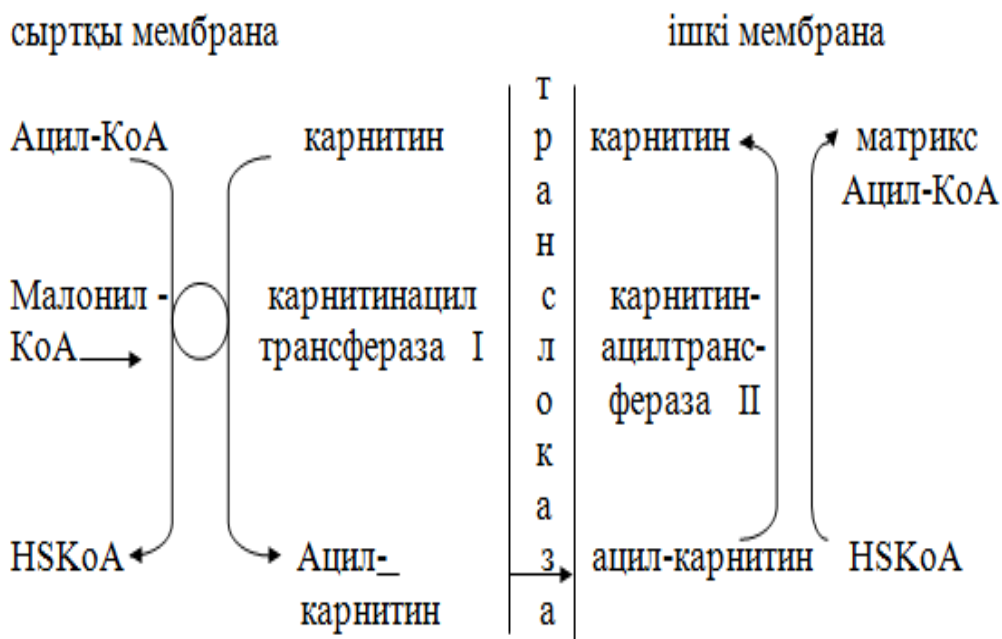 сыртқы мембрана
ішкі мембрана
Ацил-КоА
карнитин
транслоказа
карнитин
матрикс
Ацил-КоА
Малонил -
КоА
карнитинацил
трансфераза I
карнитин-
ацилтранс-
фераза II
HSKoA
Ацил-
карнитин
ацил-карнитин
HSKoA